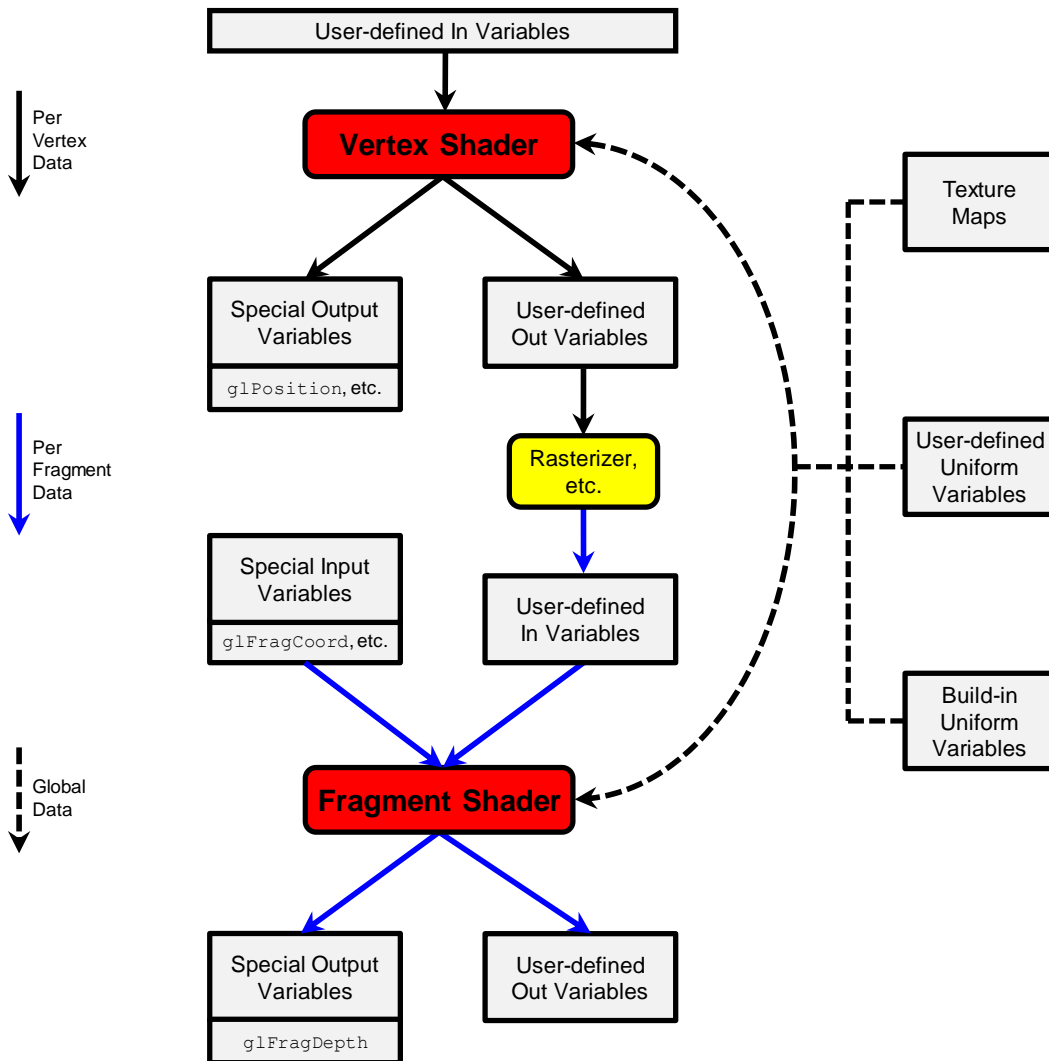 User-defined In Variables
Per
Vertex
Data
Vertex Shader
Texture
Maps
Special Output
Variables
glPosition, etc.
User-defined
Out Variables
Per
Fragment
Data
Rasterizer,
etc.
User-defined
Uniform
Variables
Special Input
Variables
glFragCoord, etc.
User-defined
In Variables
Build-in
Uniform
Variables
Global
Data
Fragment Shader
Special Output
Variables
glFragDepth
User-defined
Out Variables